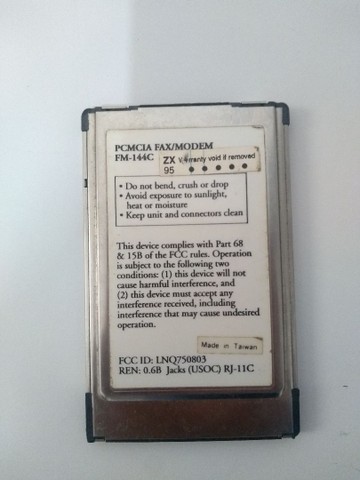 PCMCIA FAX/MODEM
FM-144C
ZX Warranty void if removed
95
• Do not bend, crush or drop
• Avoid exposure to sunlight,
heat or moisture
• Keep unit and connectors clean
This device complies with Part 68
& 15B of the FCC rules. Operation
is subject to the following two
conditions: (1) this device will not
cause harmful interference, and
(2) this device must accept any
interference received, including
interference that may cause undesired
operation.
Made in Taiwan
FCC ID: LNQ750803
REN: 0.6B Jacks (USOC) RJ-11C